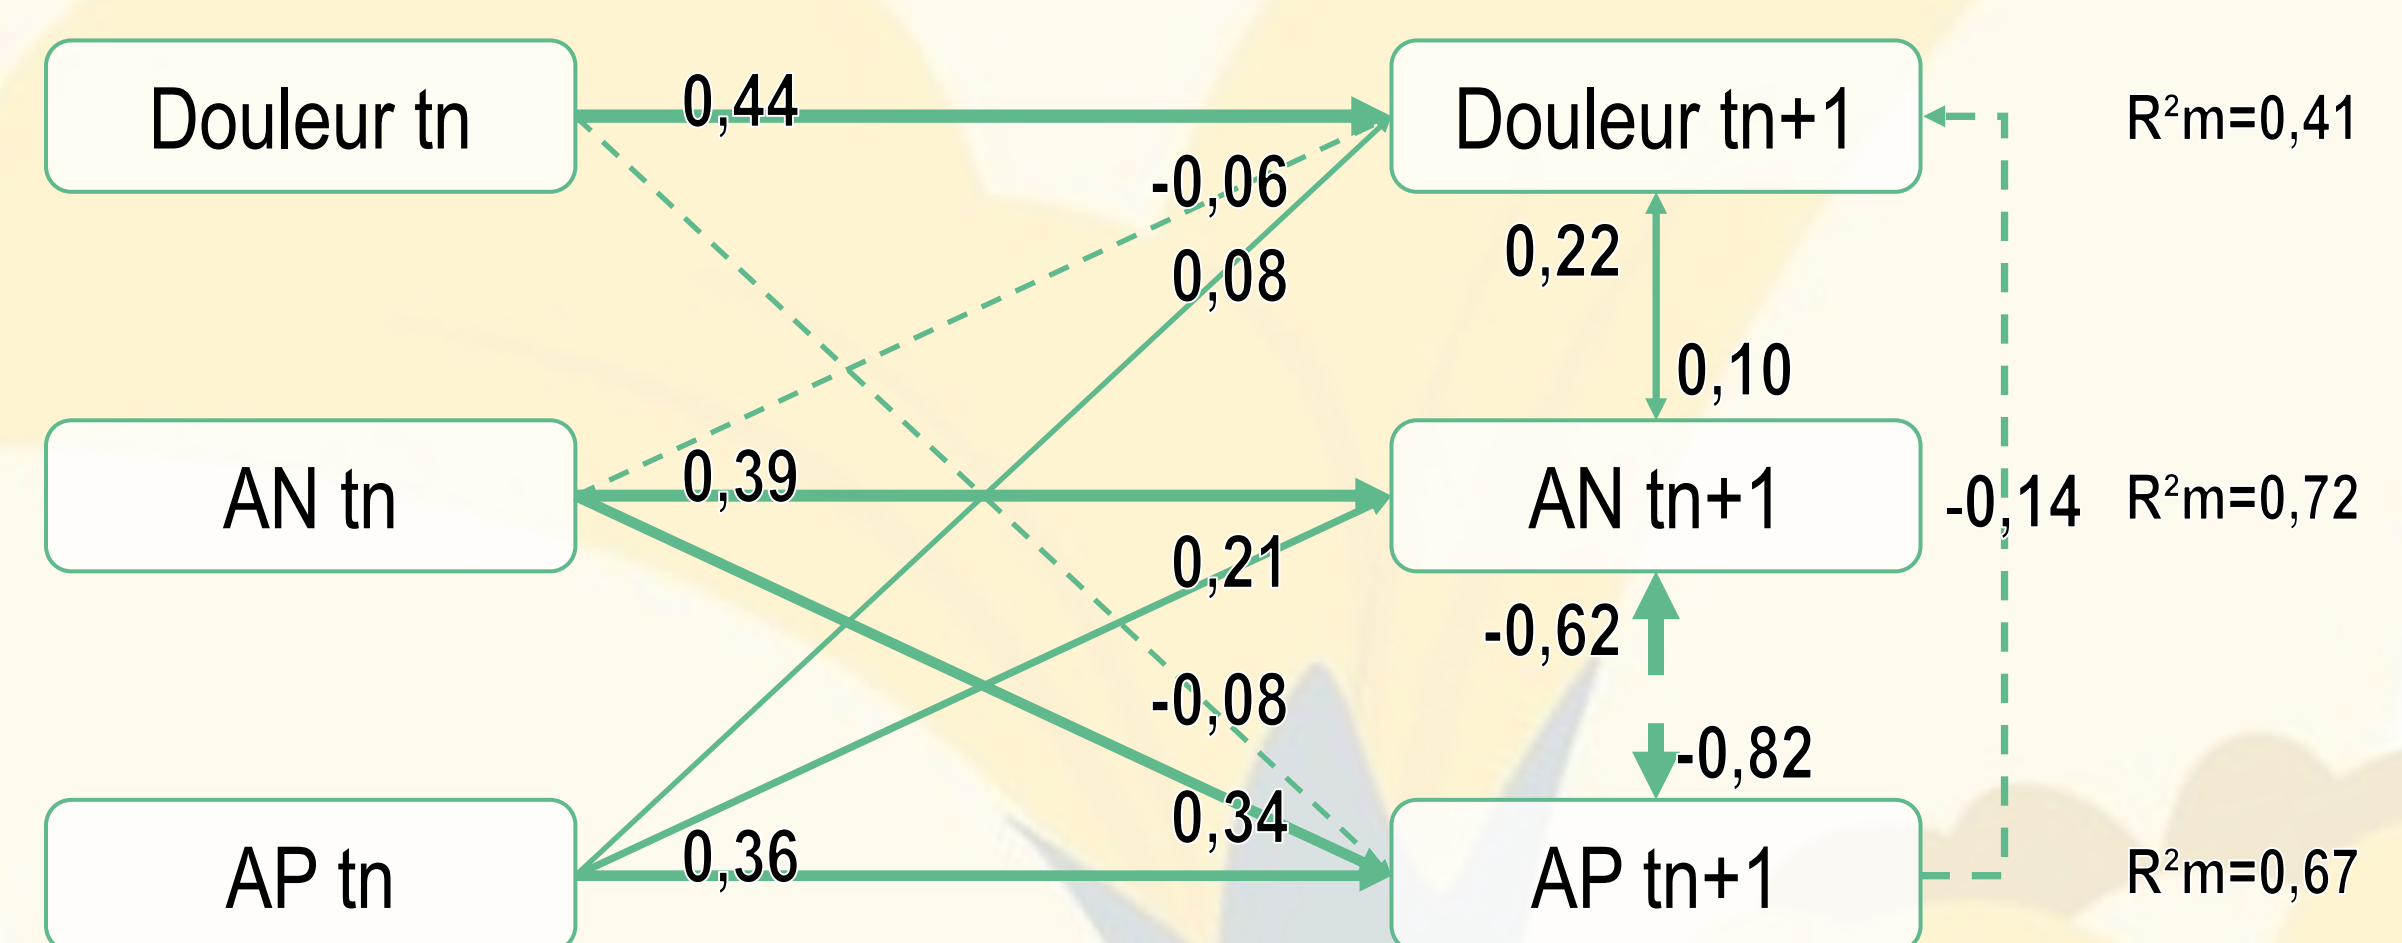 Douleur tn
0,44
Douleur tn+1
R²m=0,41
-0,06
0,22
0,08
0,10
AN tn
0,39
AN tn+1
-0,14
R²m=0,72
0,21
-0,62
-0,08
-0,82
0,34
AP tn
0,36
AP tn+1
R²m=0,67